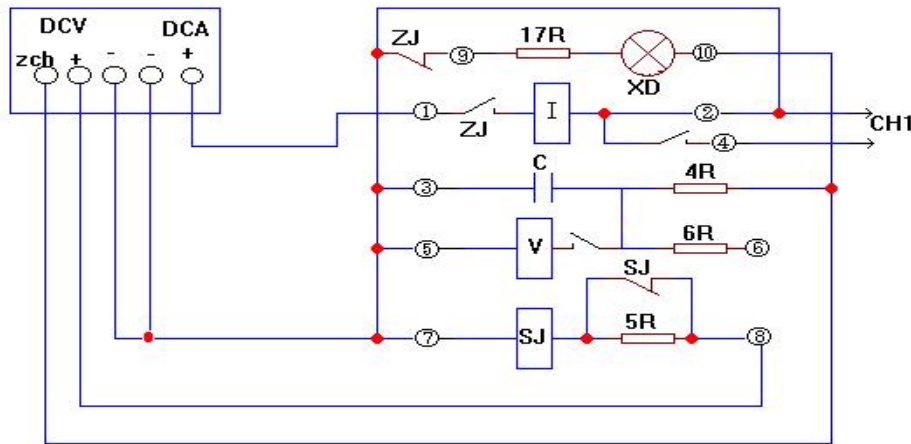 DCV DCA
zch + - - +
ZJ ⑨ 17R ⑩
XD
① ZJ I ② CH1
④
③ C 4R
⑤ V 6R ⑥
SJ
⑦ SJ 5R ⑧